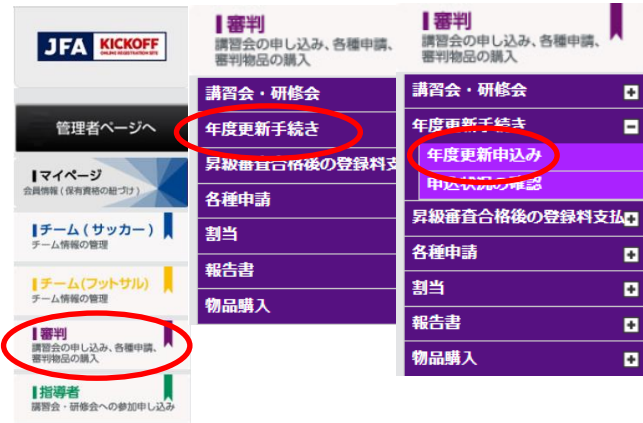 JFA KICKOFF
ONLINE REGISTRATION SITE
管理者ページへ
マイページ
会員情報(保有資格の紐づけ)
チーム(サッカー)
チーム情報の管理
チーム(フットサル)
チーム情報の管理
審判
講習会の申し込み、各種申請、
審判物品の購入
指導者
講習会・研修会への参加申し込み
審判
講習会の申し込み、各種申請、
審判物品の購入
講習会・研修会
年度更新手続き
昇級審査合格後の登録料支
各種申請
割当
報告書
物品購入
審判
講習会の申し込み、各種申請、
審判物品の購入
講習会・研修会
年度更新手続き
年度更新申込み
申込状況の確認
昇級審査合格後の登録料支払
各種申請
割当
報告書
物品購入